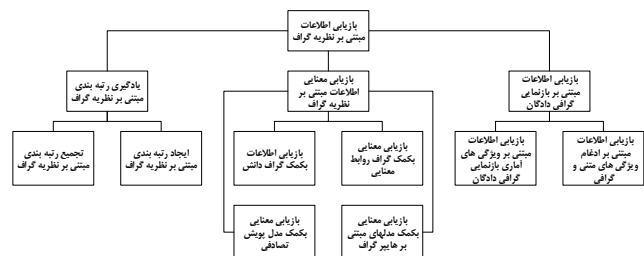 بازیابی اطلاعات
مبتنی بر نظریه گراف
بازیابی اطلاعات
مبتنی بر بازنمایی
گرافی دادگان
بازیابی معنایی
اطلاعات مبتنی بر
نظریه گراف
یادگیری رتبه بندی
مبتنی بر نظریه گراف
بازیابی اطلاعات
مبتنی بر ادغام
ویژگی های متنی و
گرافی
بازیابی اطلاعات
مبتنی بر ویژگی های
آماری بازنمایی
گرافی دادگان
بازیابی معنایی
بکمک گراف روابط
معنایی
بازیابی اطلاعات
بکمک گراف دانش
ایجاد رتبه بندی
مبتنی بر نظریه گراف
تجمیع رتبه بندی
مبتنی بر نظریه گراف
بازیابی معنایی
بکمک مدلهای مبتنی
بر هایپر گراف
بازیابی معنایی
بکمک مدل پویش
تصادفی